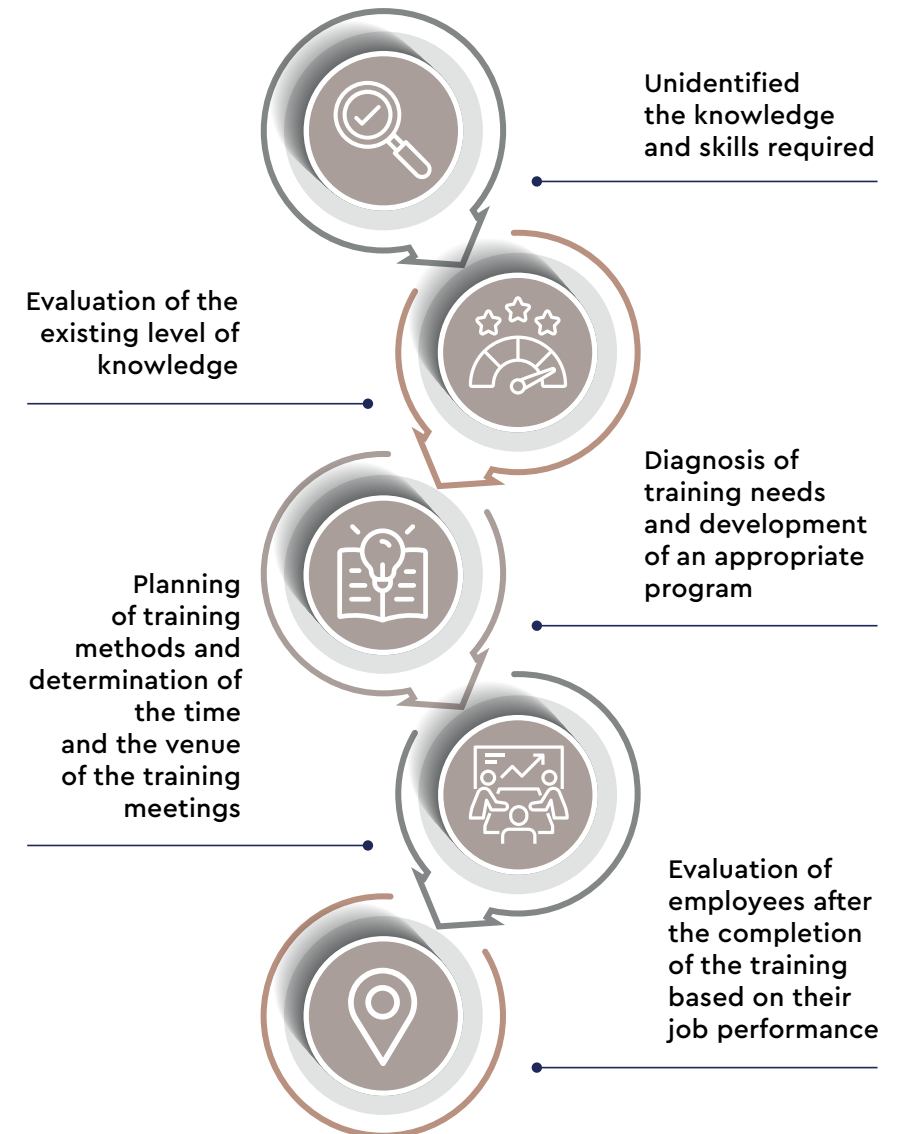 Unidentified
the knowledge
and skills required
Evaluation of the
existing level of
knowledge
Diagnosis of
training needs
and development
of an appropriate
program
Planning
of training
methods and
determination of
the time
and the venue
of the training
meetings
Evaluation of
employees after
the completion
of the training
based on their
job performance